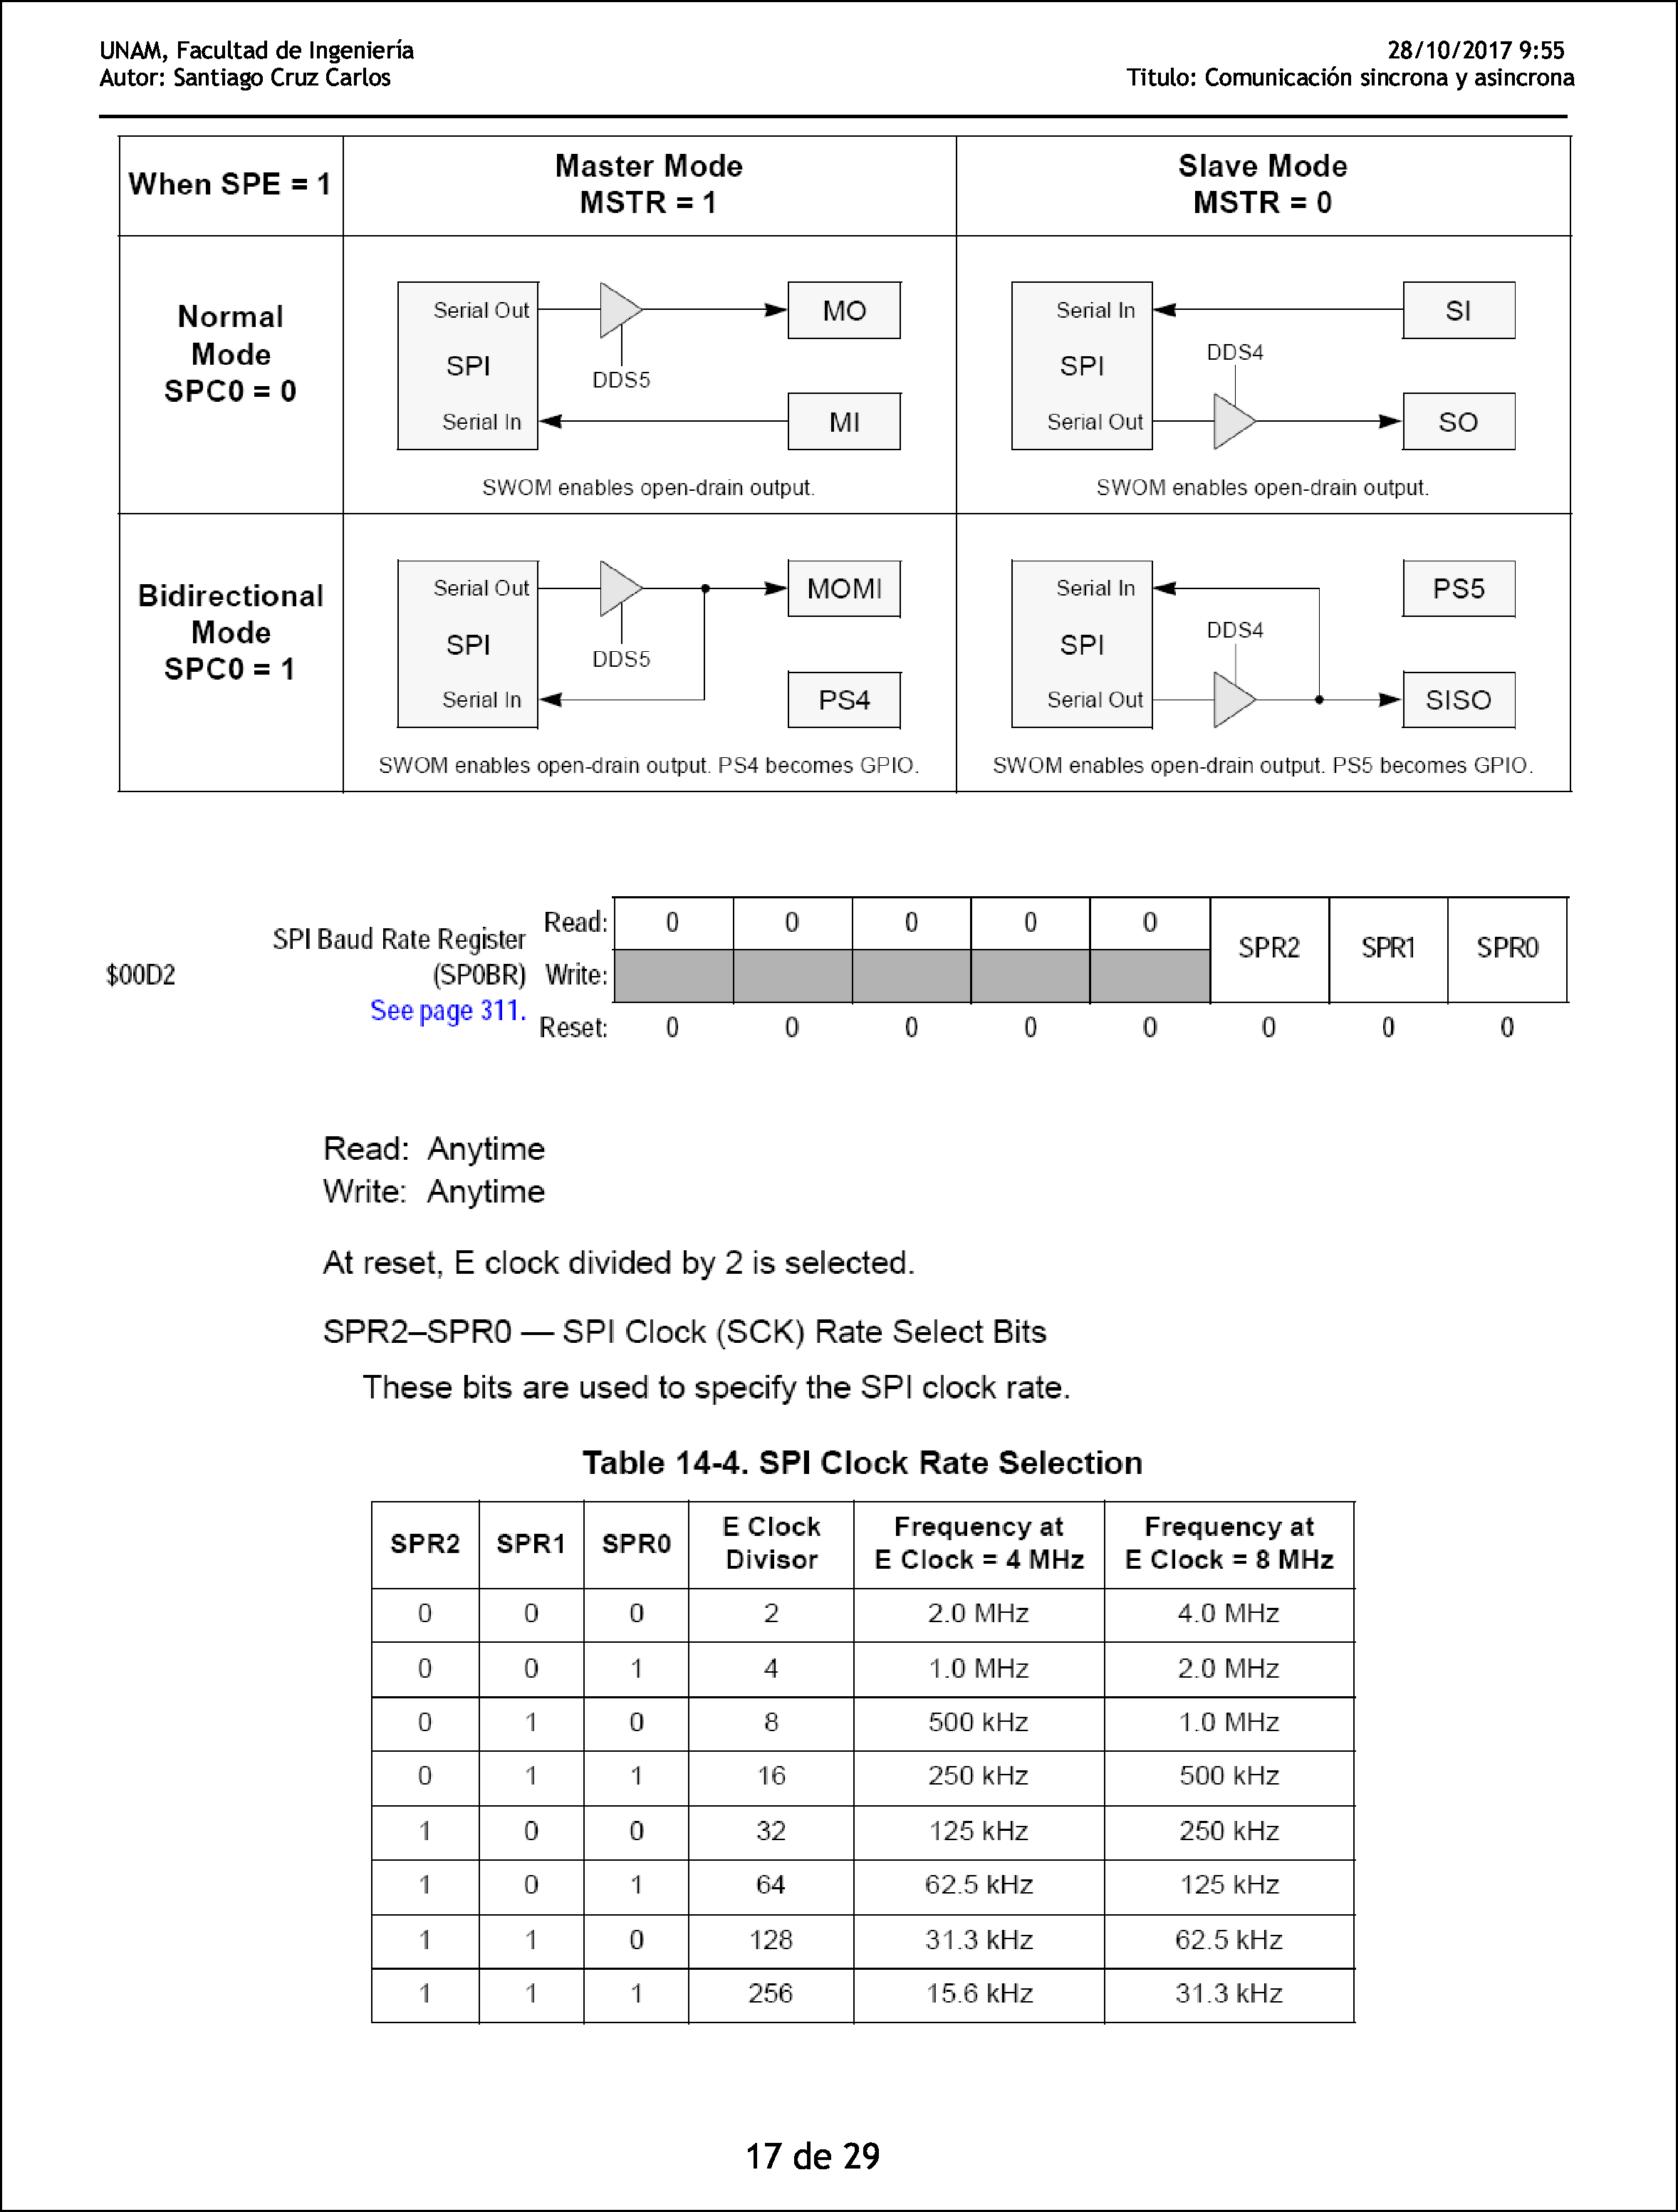 UNAM, Facultad de Ingeniería 28/10/2017 9:55
Autor: Santiago Cruz Carlos Titulo: Comunicación sincrona y asincrona
When SPE = 1
Master Mode
MSTR = 1
Slave Mode
MSTR = 0
Normal
Mode
SPC0 = 0
Serial Out
SPI
Serial In
DDS5
MO
MI
SWOM enables open-drain output.
Serial In
SPI
Serial Out
DDS4
SI
SO
SWOM enables open-drain output.
Bidirectional
Mode
SPC0 = 1
Serial Out
SPI
Serial In
DDS5
MOMI
PS4
SWOM enables open-drain output. PS4 becomes GPIO.
Serial In
SPI
Serial Out
DDS4
PS5
SISO
SWOM enables open-drain output. PS5 becomes GPIO.
$00D2
SPI Baud Rate Register
(SP0BR)
See page 311.
Read: 0 0 0 0 0 SPR2 SPR1 SPR0
Write:
Reset: 0 0 0 0 0 0 0 0
Read: Anytime
Write: Anytime
At reset, E clock divided by 2 is selected.
SPR2–SPR0 — SPI Clock (SCK) Rate Select Bits
These bits are used to specify the SPI clock rate.
Table 14-4. SPI Clock Rate Selection
SPR2 SPR1 SPR0 E Clock Divisor Frequency at E Clock = 4 MHz Frequency at E Clock = 8 MHz
0 0 0 2 2.0 MHz 4.0 MHz
0 0 1 4 1.0 MHz 2.0 MHz
0 1 0 8 500 kHz 1.0 MHz
0 1 1 16 250 kHz 500 kHz
1 0 0 32 125 kHz 250 kHz
1 0 1 64 62.5 kHz 125 kHz
1 1 0 128 31.3 kHz 62.5 kHz
1 1 1 256 15.6 kHz 31.3 kHz
17 de 29